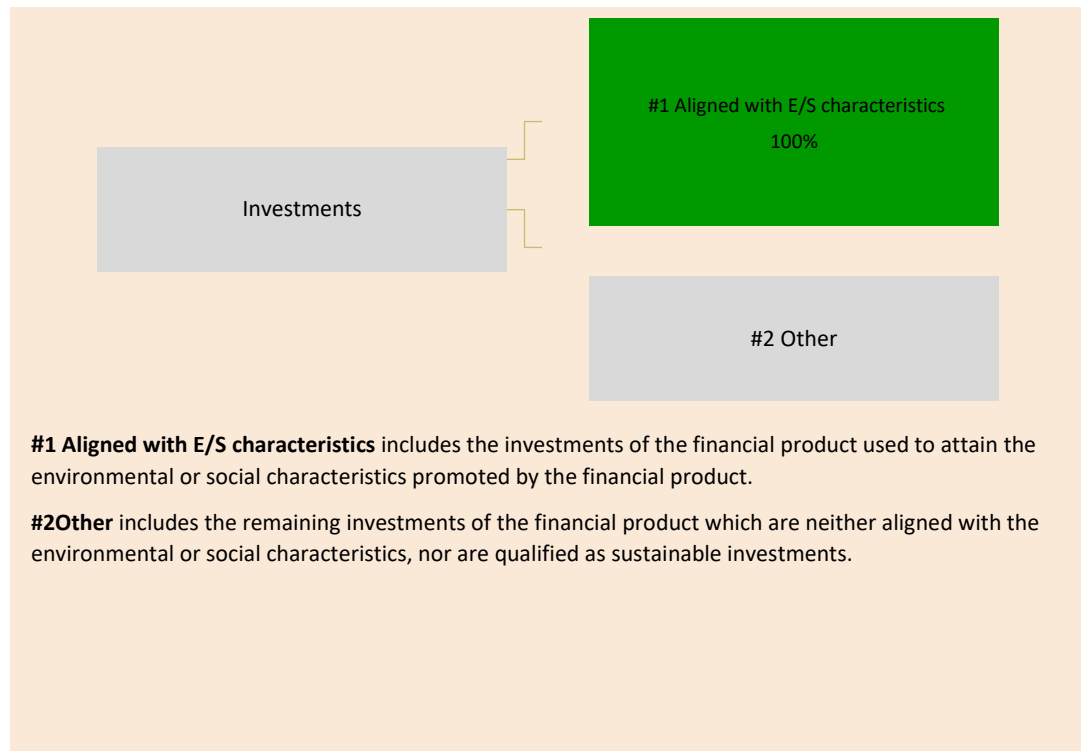 #1 Aligned with E/S characteristics
100%
Investments
#2 Other
#1 Aligned with E/S characteristics includes the investments of the financial product used to attain the
environmental or social characteristics promoted by the financial product.
#2Other includes the remaining investments of the financial product which are neither aligned with the
environmental or social characteristics, nor are qualified as sustainable investments.